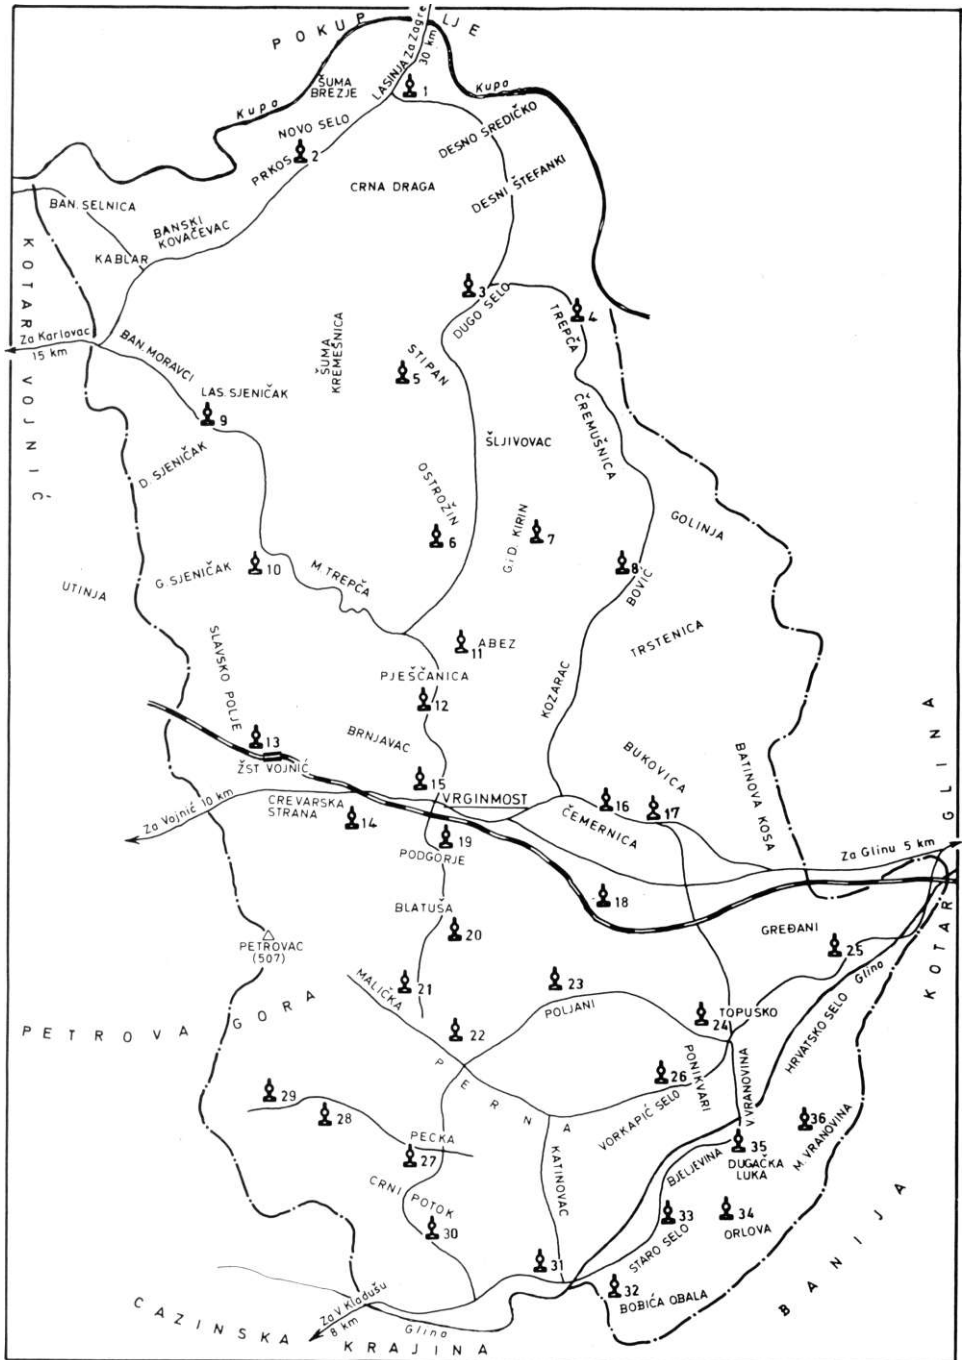 POKUPLJE
LASINJA Za Zagre
30 km
Kupa
Kupa
ŠUMA
BREZJE
1
NOVO SELO
DESNO SREDIČKO
PRKOS
2
DESNI ŠTEFANKI
CRNA DRAGA
BAN. SELNICA
BANSKI
KOVAČEVAC
KABLAR
KOTAR VOJNIĆ
3
DUGO SELO
TREPČA
4
Za Karlovac
15 km
BAN. MORAVCI
ŠUMA
KREMEŠNICA
STIPAN
5
LAS. SJENIČAK
9
ČREMUŠNICA
ŠLJIVOVAC
D. SJENIČAK
OSTROŽIN
6
G i D. KIRIN
7
GOLINJA
8
BOVIĆ
G. SJENIČAK
10
M. TREPČA
UTINJA
SLAVSKO POLJE
ABEZ
11
TRSTENICA
PJEŠČANICA
12
KOZARAC
13
ŽST VOJNIĆ
BRNJAVAC
BUKOVICA
BATINOVA KOSA
KOTAR GLINA
15
VRGINMOST
16
17
Za Vojnić 10 km
CREVARSKA
STRANA
14
ČEMERNICA
19
PODGORJE
Za Glinu 5 km
18
BLATUŠA
20
GREĐANI
25
PETROVAC
(507)
MALIČKA
21
23
POLJANI
Glina
24
TOPUSKO
HRVATSKO SELO
PETROVA GORA
22
PERNA
PONIKVARI
V. VRANOVINA
26
29
28
VORKAPIĆ SELO
36
M. VRANOVINA
PECKA
27
KATINOVAC
35
BJELJEVINA
DUGAČKA
LUKA
CRNI POTOK
30
33
34
ORLOVA
STARO SELO
31
32
BOBIĆA OBALA
BANIJA
Za V. Kladušu
8 km
Glina
CAZINSKA KRAJINA